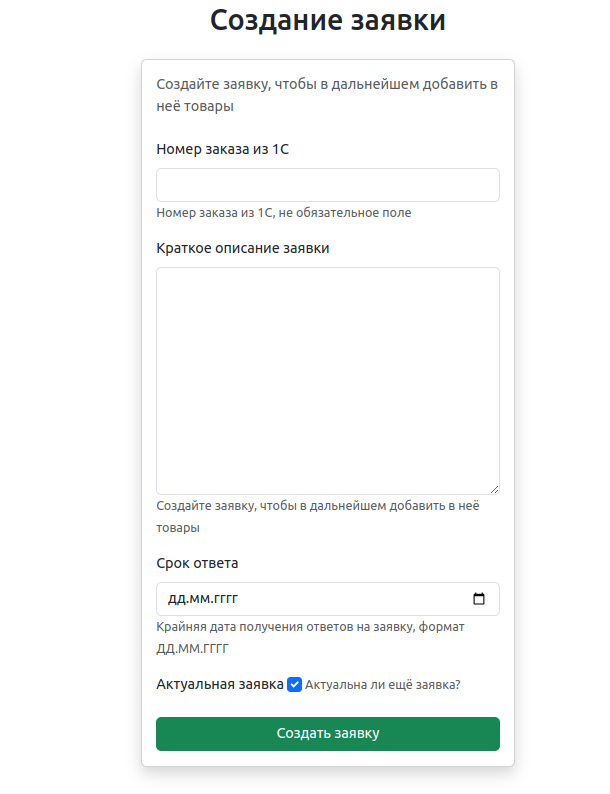 Создание заявки
Создайте заявку, чтобы в дальнейшем добавить в
неё товары
Номер заказа из 1С
Номер заказа из 1С, не обязательное поле
Краткое описание заявки
Создайте заявку, чтобы в дальнейшем добавить в неё
товары
Срок ответа
дд.мм.гггг
Крайняя дата получения ответов на заявку, формат
ДД.ММ.ГГГГ
Актуальная заявка Актуальна ли ещё заявка?
Создать заявку